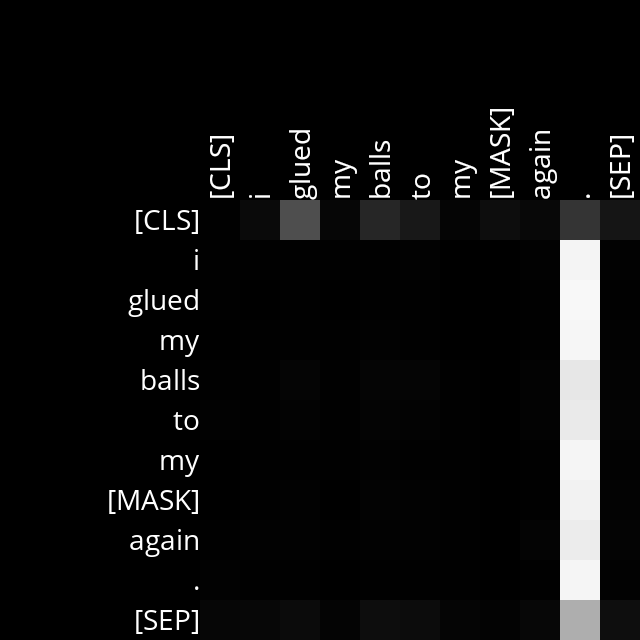 [CLS] i glued my balls to my [MASK] again . [SEP]
[CLS]
i
glued
my
balls
to
my
[MASK]
again
.
[SEP]